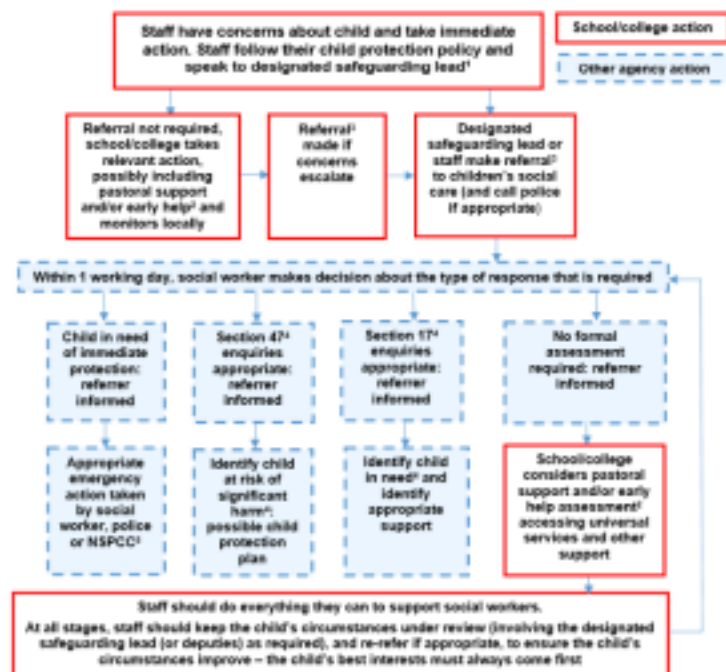 Staff have concerns about child and take immediate
action. Staff follow their child protection policy and
speak to designated safeguarding lead¹
School/college action
Other agency action
Referral not required,
school/college takes
relevant action,
possibly including
pastoral support
and/or early help² and
monitors locally
Referral³
made if
concerns
escalate
Designated
safeguarding lead or
staff make referral³
to children's social
care (and call police
if appropriate)
Within 1 working day, social worker makes decision about the type of response that is required
Child in need
of immediate
protection:
referrer
informed
Section 47⁴
enquiries
appropriate:
referrer
informed
Section 17⁴
enquiries
appropriate:
referrer
informed
No formal
assessment
required: referrer
informed
Appropriate
emergency
action taken
by social
worker, police
or NSPCC⁵
Identify child
at risk of
significant
harm⁴:
possible child
protection
plan
Identify child
in need⁴ and
identify
appropriate
support
School/college
considers pastoral
support and/or early
help assessment²
accessing universal
services and other
support
Staff should do everything they can to support social workers.
At all stages, staff should keep the child's circumstances under review (involving the designated
safeguarding lead (or deputies) as required), and re-refer if appropriate, to ensure the child's
circumstances improve – the child's best interests must always come first